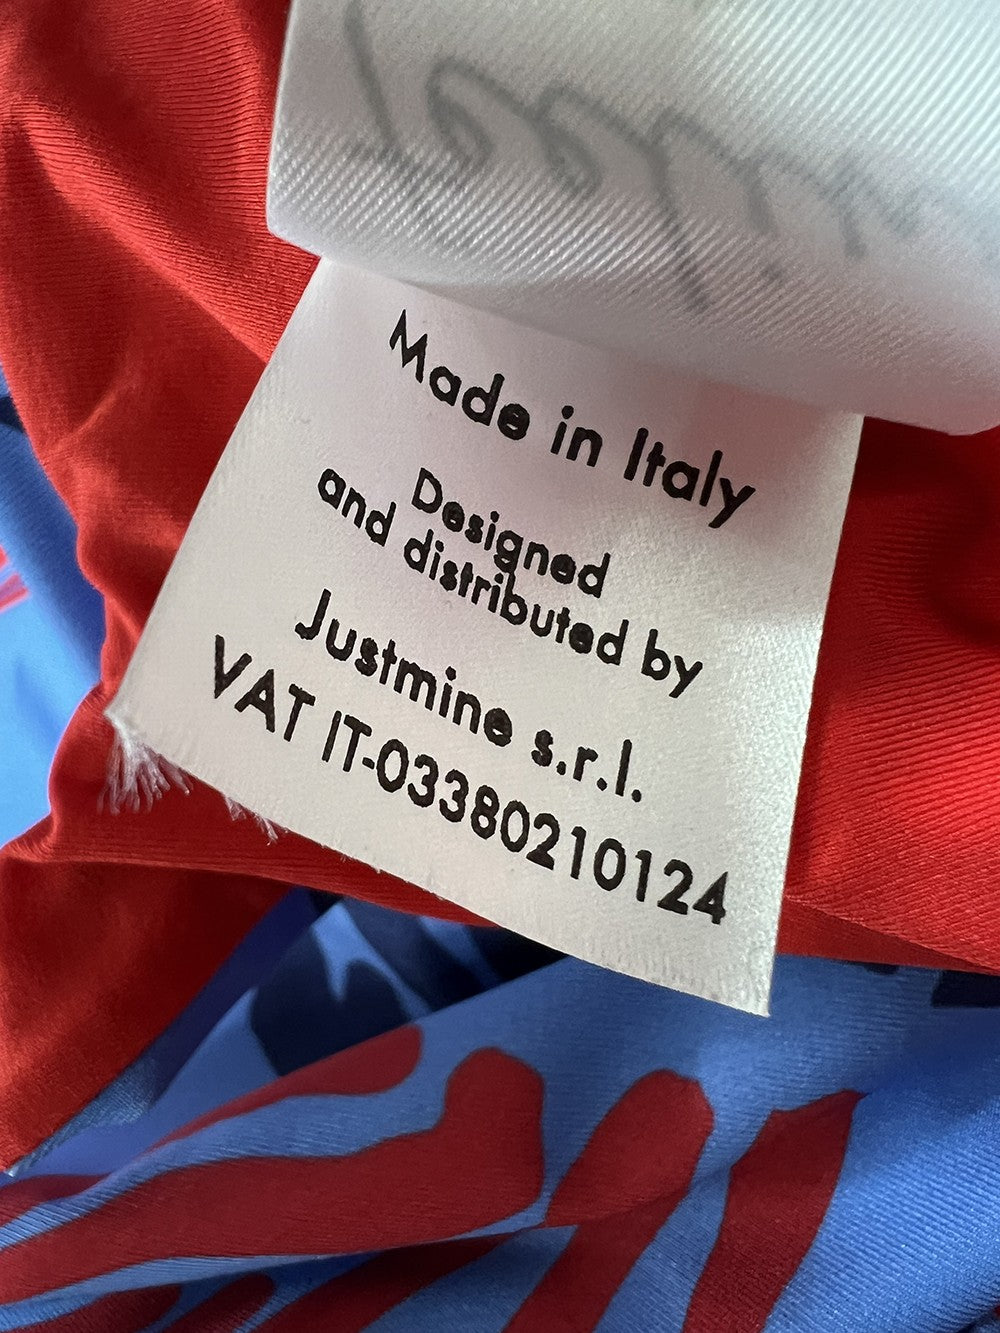 Made in Italy
Designed
and distributed by
Justmine s.r.l.
VAT IT-03380210124